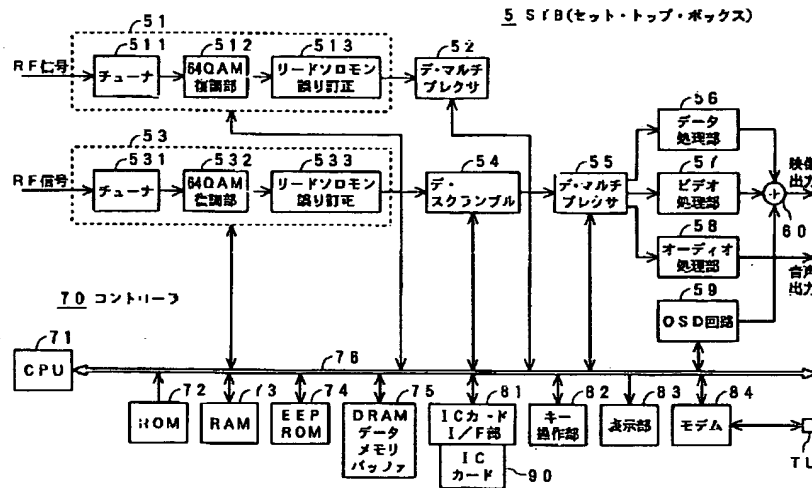 5 STB(セット・トップ・ボックス)
51
511
512
513
52
RF信号
チューナ
64QAM
復調部
リードソロモン
誤り訂正
デ・マルチ
プレクサ
53
531
532
533
54
55
RF信号
チューナ
64QAM
復調部
リードソロモン
誤り訂正
デ・
スクランブル
デ・マルチ
プレクサ
56
データ
処理部
57
ビデオ
処理部
58
オーディオ
処理部
59
OSD回路
映像
出力
60
音声
出力
70 コントローラ
71
CPU
76
72
ROM
73
RAM
74
EEP
ROM
75
DRAM
データ
メモリ
バッファ
81
ICカード
I/F部
IC
カード
90
82
キー
操作部
83
表示部
84
モデム
TL